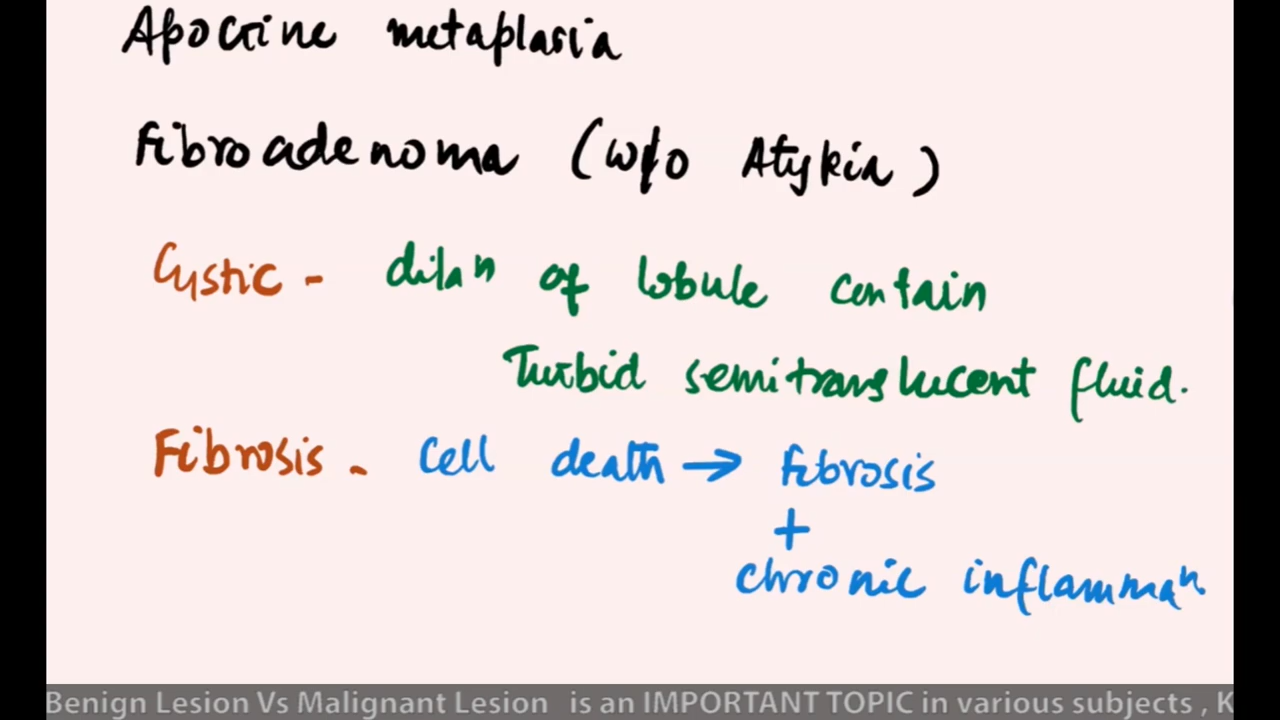 Apocrine metaplasia
Fibroadenoma (w/o Atypia)
Cystic - dilaⁿ of lobule contain
Turbid semitranslucent fluid.
Fibrosis - Cell death → fibrosis
+
chronic inflammaⁿ
Benign Lesion Vs Malignant Lesion is an IMPORTANT TOPIC in various subjects , K